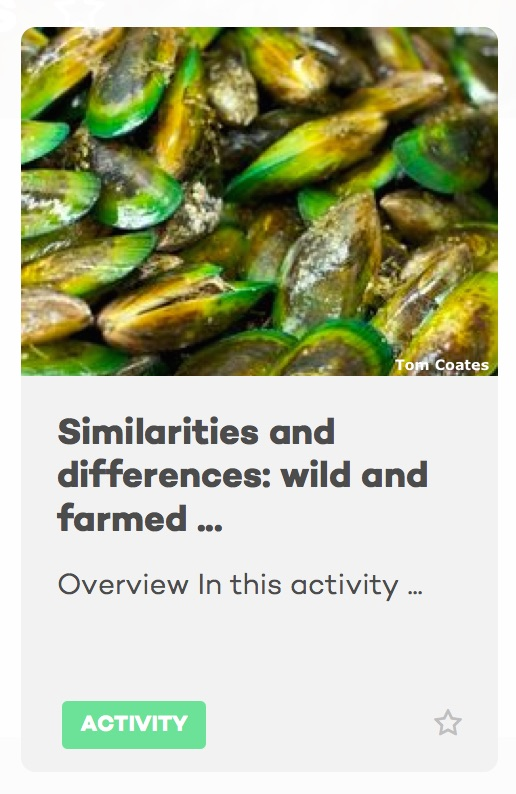 Tom Coates
Similarities and
differences: wild and
farmed ...
Overview In this activity ...
ACTIVITY